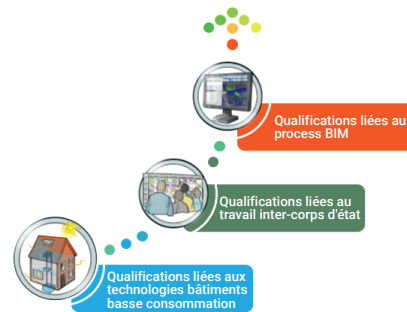 Qualifications liées au
process BIM
Qualifications liées au
travail inter-corps d'état
Qualifications liées aux
technologies bâtiments
basse consommation